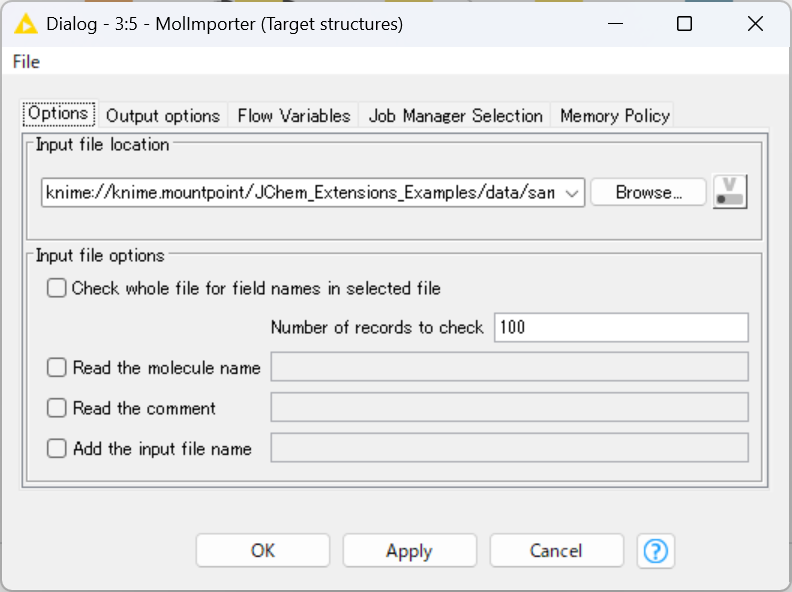 Dialog - 3:5 - MolImporter (Target structures)
File
Options Output options Flow Variables Job Manager Selection Memory Policy
Input file location
knime://knime.mountpoint/JChem_Extensions_Examples/data/san Browse... V
Input file options
Check whole file for field names in selected file
Number of records to check 100
Read the molecule name
Read the comment
Add the input file name
OK Apply Cancel ?